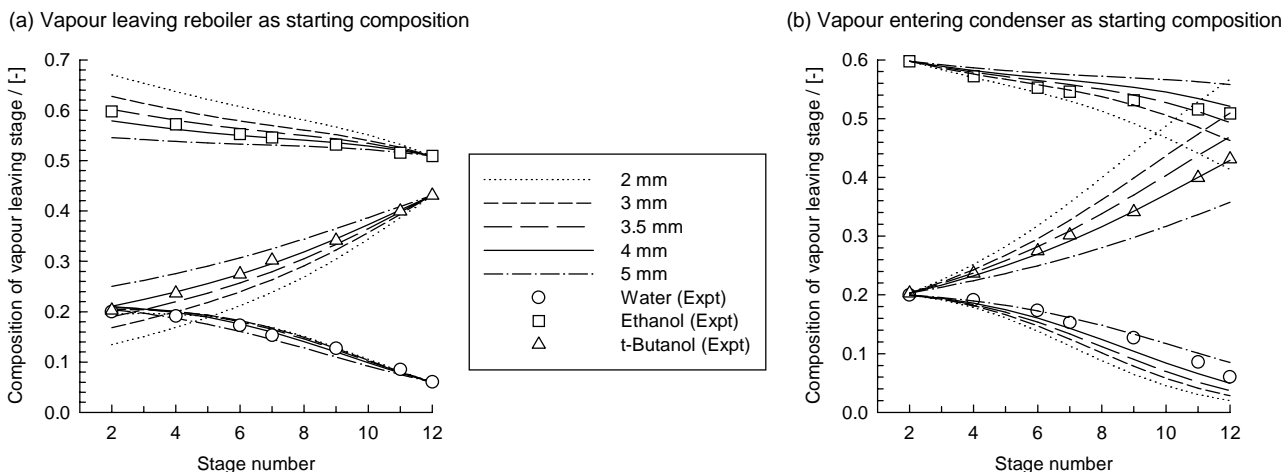 (a) Vapour leaving reboiler as starting composition
Composition of vapour leaving stage / [-]
0.7
0.6
0.5
0.4
0.3
0.2
0.1
0.0
2 4 6 8 10 12
Stage number
2 mm
3 mm
3.5 mm
4 mm
5 mm
Water (Expt)
Ethanol (Expt)
t-Butanol (Expt)
(b) Vapour entering condenser as starting composition
Composition of vapour leaving stage / [-]
0.6
0.5
0.4
0.3
0.2
0.1
0.0
2 4 6 8 10 12
Stage number